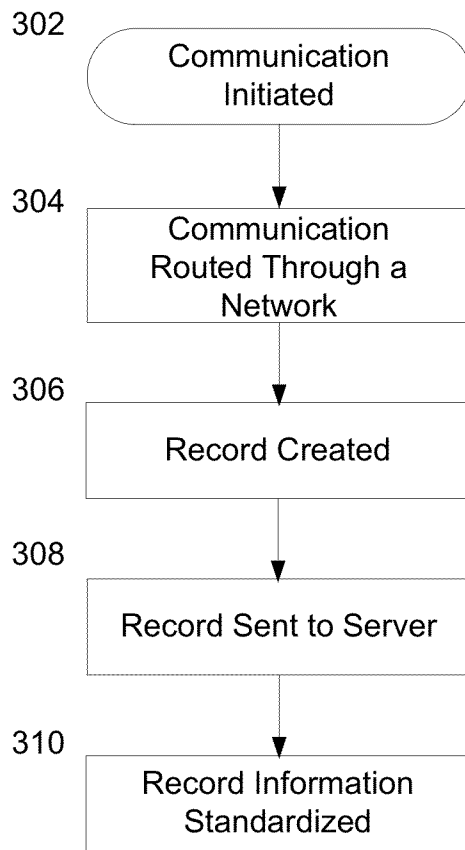 302
Communication
Initiated
304
Communication
Routed Through a
Network
306
Record Created
308
Record Sent to Server
310
Record Information
Standardized